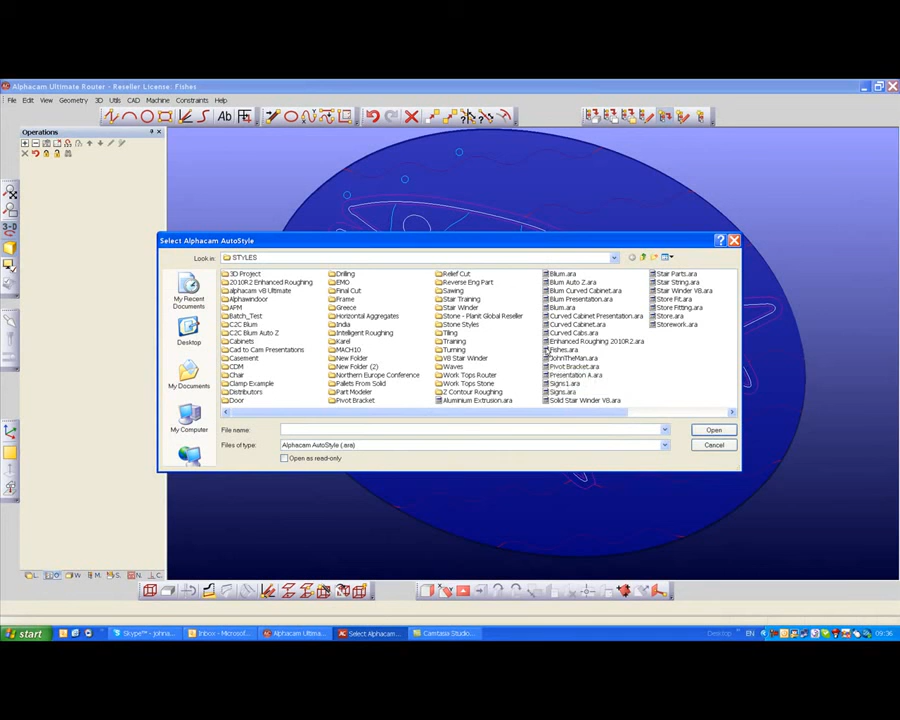 Alphacam Ultimate Router - Reseller License: Fishes
File Edit View Geometry 3D Utils CAD Machine Constraints Help
Operations
Select Alphacam AutoStyle
Look in: STYLES
My Recent Documents
Desktop
My Documents
My Computer
3D Project
2010R2 Enhanced Roughing
alphacam v8 Ultimate
Alphawindoor
APM
Batch_Test
C2C Blum
C2C Blum Auto Z
Cabinets
Cad to Cam Presentations
Casement
CDM
Chair
Clamp Example
Distributors
Door
Drilling
EMO
Final Cut
Frame
Greece
Horizontal Aggregates
India
Intelligent Roughing
Karel
MACH10
New Folder
New Folder (2)
Northern Europe Conference
Pallets From Solid
Part Modeler
Pivot Bracket
Relief Cut
Reverse Eng Part
Sawing
Stair Training
Stair Winder
Stone - Planit Global Reseller
Stone Styles
Tiling
Training
Turning
V8 Stair Winder
Waves
Work Tops Router
Work Tops Stone
Z Contour Roughing
Aluminium Extrusion.ara
Blum.ara
Blum Auto Z.ara
Blum Curved Cabinet.ara
Blum Presentation.ara
Blum.ara
Curved Cabinet Presentation.ara
Curved Cabinet.ara
Curved Cabs.ara
Enhanced Roughing 2010R2.ara
Fishes.ara
JohnTheMan.ara
Pivot Bracket.ara
Presentation A.ara
Signs1.ara
Signs.ara
Solid Stair Winder V8.ara
Stair Parts.ara
Stair String.ara
Stair Winder V8.ara
Store Fit.ara
Store Fitting.ara
Storework.ara
File name:
Open
Files of type: Alphacam AutoStyle (.ara)
Cancel
Open as read-only
start
Skype™ - johna...
Inbox - Microsof...
Alphacam Ultima...
Select Alphacam...
Camtasia Studio...
Desktop
EN
09:36